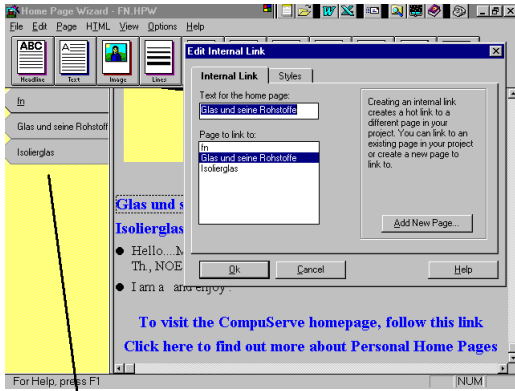 Home Page Wizard - FN.HPW
File Edit Page HTML View Options Help
ABC
Headline Text Image Lines
fn
Glas und seine Rohstoff
Isolierglas
Glas und s
Isolierglas
Hello....
Th., NOE
I am a and enjoy .
To visit the CompuServe homepage, follow this link
Click here to find out more about Personal Home Pages
Edit Internal Link
Internal Link Styles
Text for the home page:
Glas und seine Rohstoffe
Page to link to:
fn
Glas und seine Rohstoffe
Isolierglas
Creating an internal link
creates a hot link to a
different page in your
project. You can link to an
existing page in your project
or create a new page to
link to.
Add New Page...
Ok Cancel Help
For Help, press F1
NUM